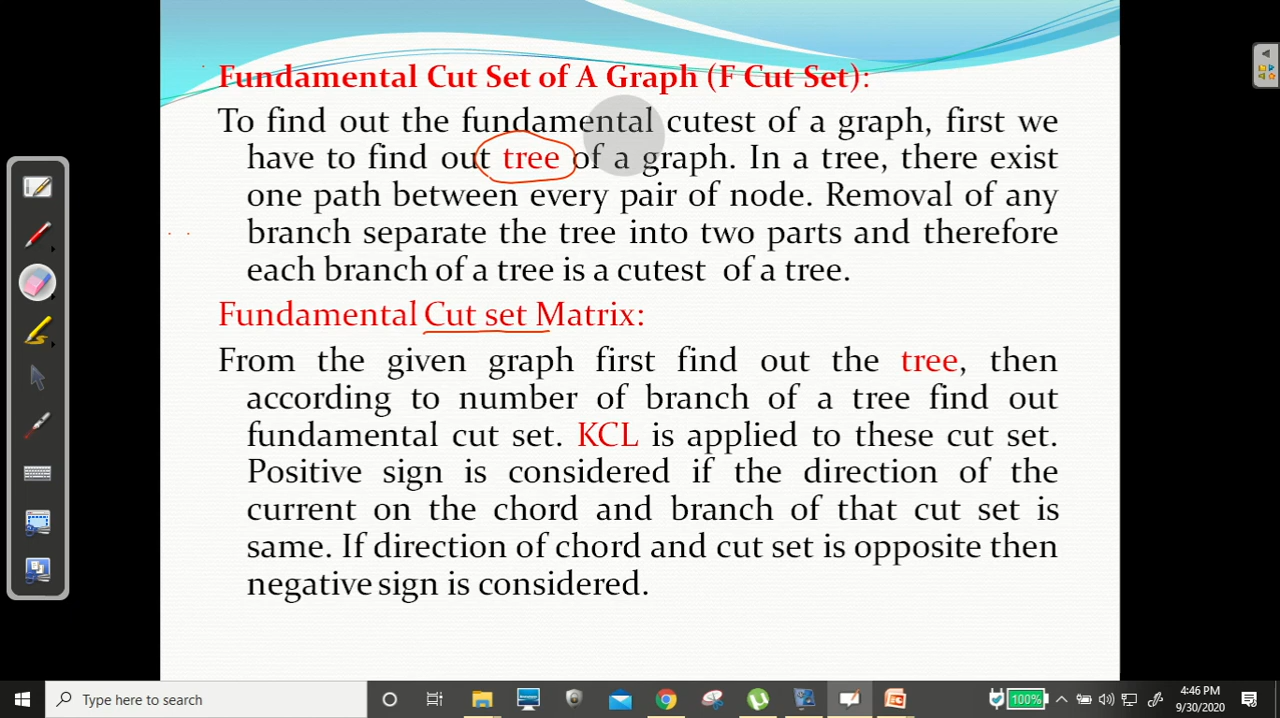 Fundamental Cut Set of A Graph (F Cut Set):
To find out the fundamental cutest of a graph, first we
have to find out tree of a graph. In a tree, there exist
one path between every pair of node. Removal of any
branch separate the tree into two parts and therefore
each branch of a tree is a cutest of a tree.
Fundamental Cut set Matrix:
From the given graph first find out the tree, then
according to number of branch of a tree find out
fundamental cut set. KCL is applied to these cut set.
Positive sign is considered if the direction of the
current on the chord and branch of that cut set is
same. If direction of chord and cut set is opposite then
negative sign is considered.
Type here to search
100%
4:46 PM
9/30/2020